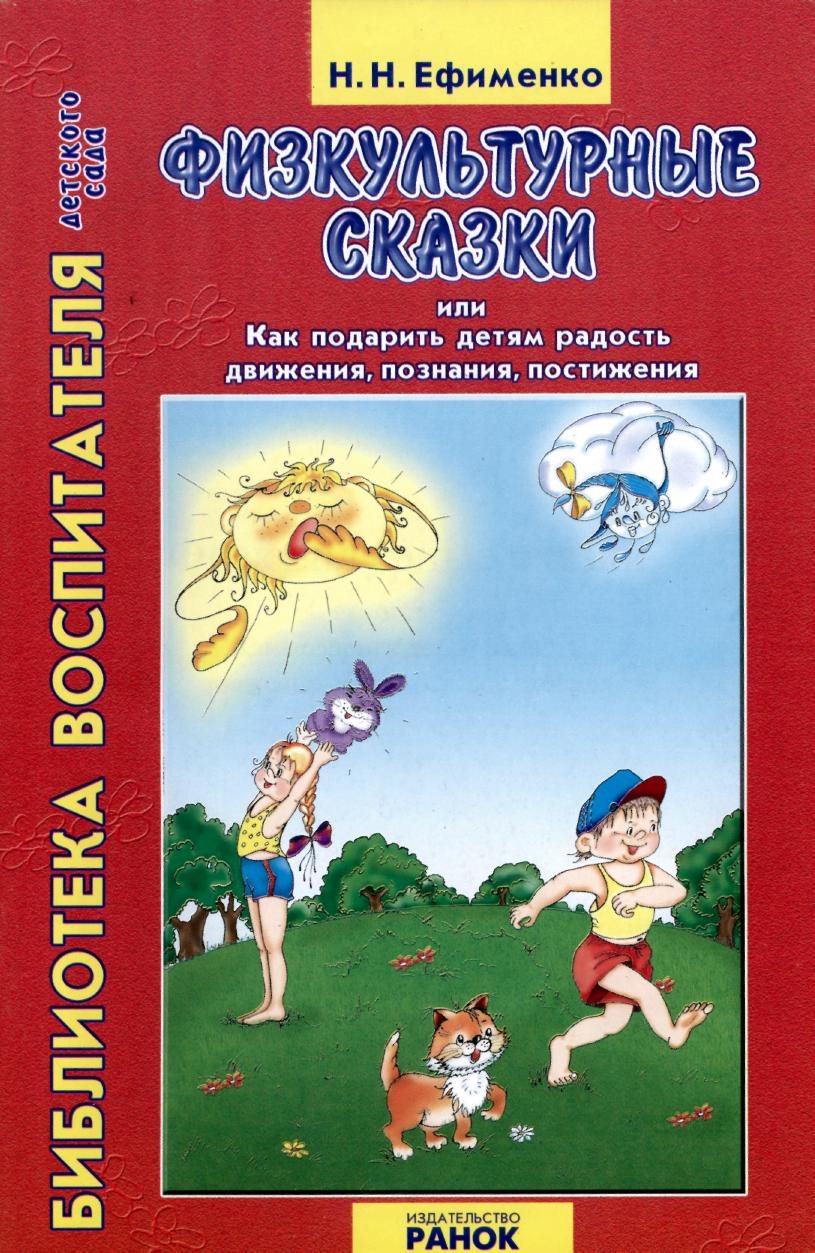 Н. Н. Ефименко
ФИЗКУЛЬТУРНЫЕ
СКАЗКИ
или
Как подарить детям радость
движения, познания, постижения
БИБЛИОТЕКА ВОСПИТАТЕЛЯ
детского
сада
ИЗДАТЕЛЬСТВО
РАНОК